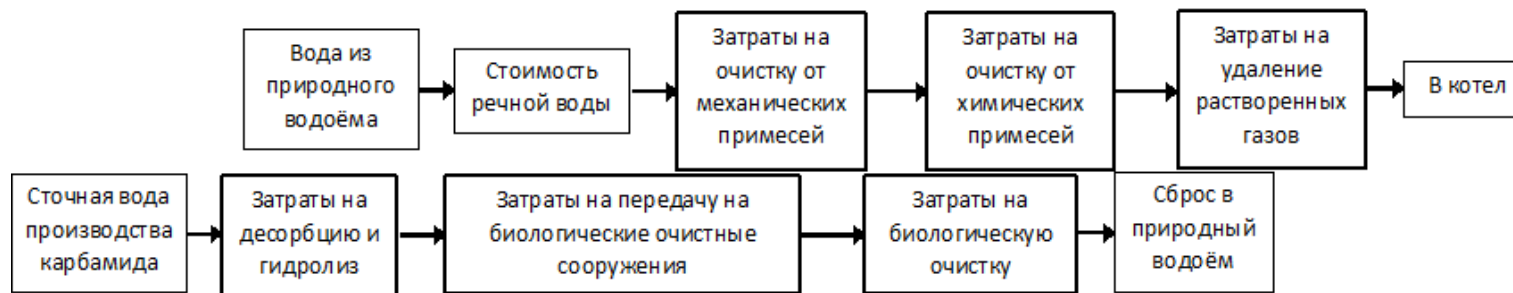 Вода из
природного
водоёма
Стоимость
речной воды
Затраты на
очистку от
механических
примесей
Затраты на
очистку от
химических
примесей
Затраты на
удаление
растворенных
газов
В котел
Сточная вода
производства
карбамида
Затраты на
десорбцию и
гидролиз
Затраты на передачу на
биологические очистные
сооружения
Затраты на
биологическую
очистку
Сброс в
природный
водоём